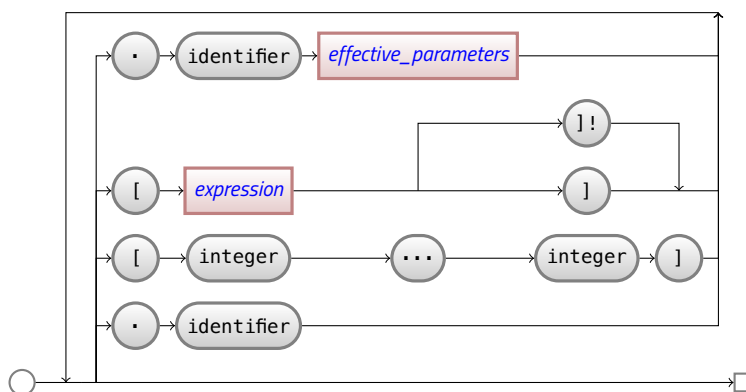 . identifier effective_parameters
]!
[ expression ]
[ integer ... integer ]
. identifier